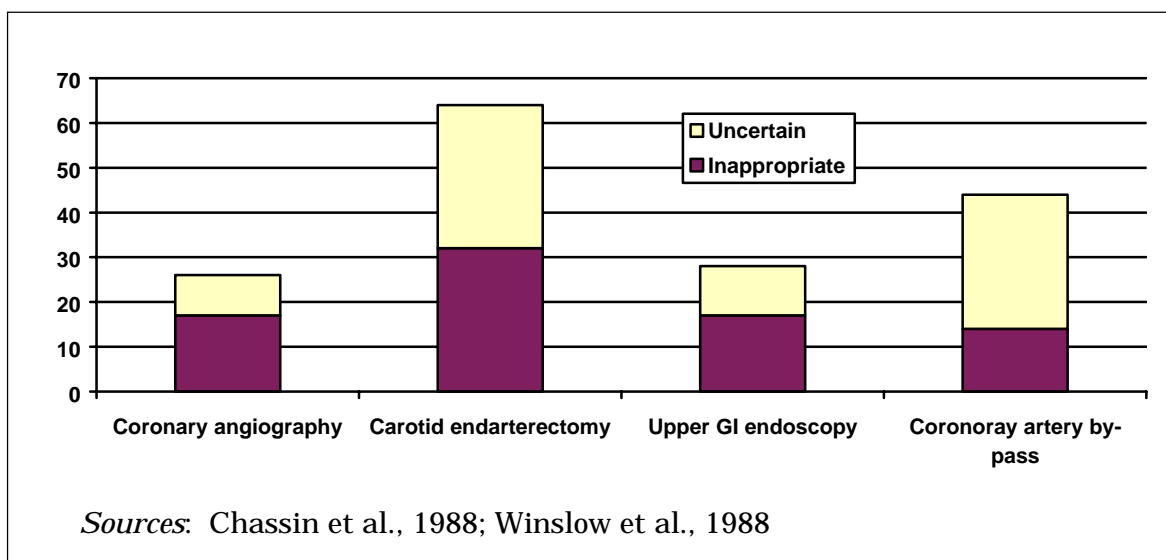 70
60
50
40
30
20
10
0
Uncertain
Inappropriate
Coronary angiography
Carotid endarterectomy
Upper GI endoscopy
Coronoray artery by-
pass
Sources: Chassin et al., 1988; Winslow et al., 1988